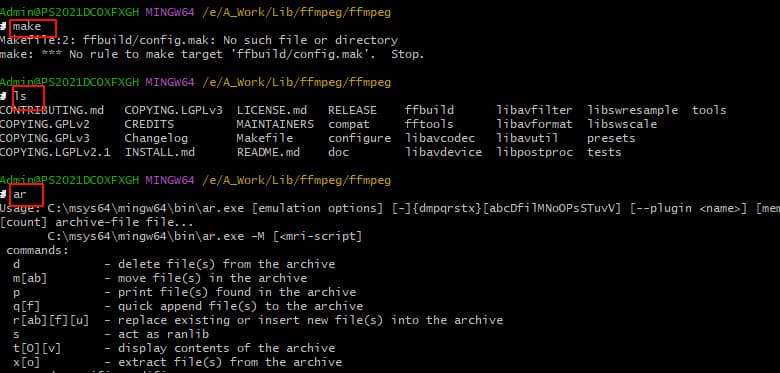 Admin@PS2021DCOXFXGH MINGW64 /e/A_Work/Lib/ffmpeg/ffmpeg
# make
Makefile:2: ffbuild/config.mak: No such file or directory
make: *** No rule to make target 'ffbuild/config.mak'.  Stop.
Admin@PS2021DCOXFXGH MINGW64 /e/A_Work/Lib/ffmpeg/ffmpeg
# ls
CONTRIBUTING.md  COPYING.LGPLv3  LICENSE.md  RELEASE  ffbuild  libavfilter  libswresample  tools
COPYING.GPLv2  CREDITS  MAINTAINERS  compat  fftools  libavformat  libswscale
COPYING.GPLv3  Changelog  Makefile  configure  libavcodec  libavutil  presets
COPYING.LGPLv2.1  INSTALL.md  README.md  doc  libavdevice  libpostproc  tests
Admin@PS2021DCOXFXGH MINGW64 /e/A_Work/Lib/ffmpeg/ffmpeg
# ar
Usage: C:\msys64\mingw64\bin\ar.exe [emulation options] [-]{dmpqrstx}[abcDfilMNoOPsSTuvV] [--plugin <name>] [mem
[count] archive-file file...
C:\msys64\mingw64\bin\ar.exe -M [<mri-script]
commands:
d - delete file(s) from the archive
m[ab] - move file(s) in the archive
p - print file(s) found in the archive
q[f] - quick append file(s) to the archive
r[ab][f][u] - replace existing or insert new file(s) into the archive
s - act as ranlib
t[O][v] - display contents of the archive
x[o] - extract file(s) from the archive